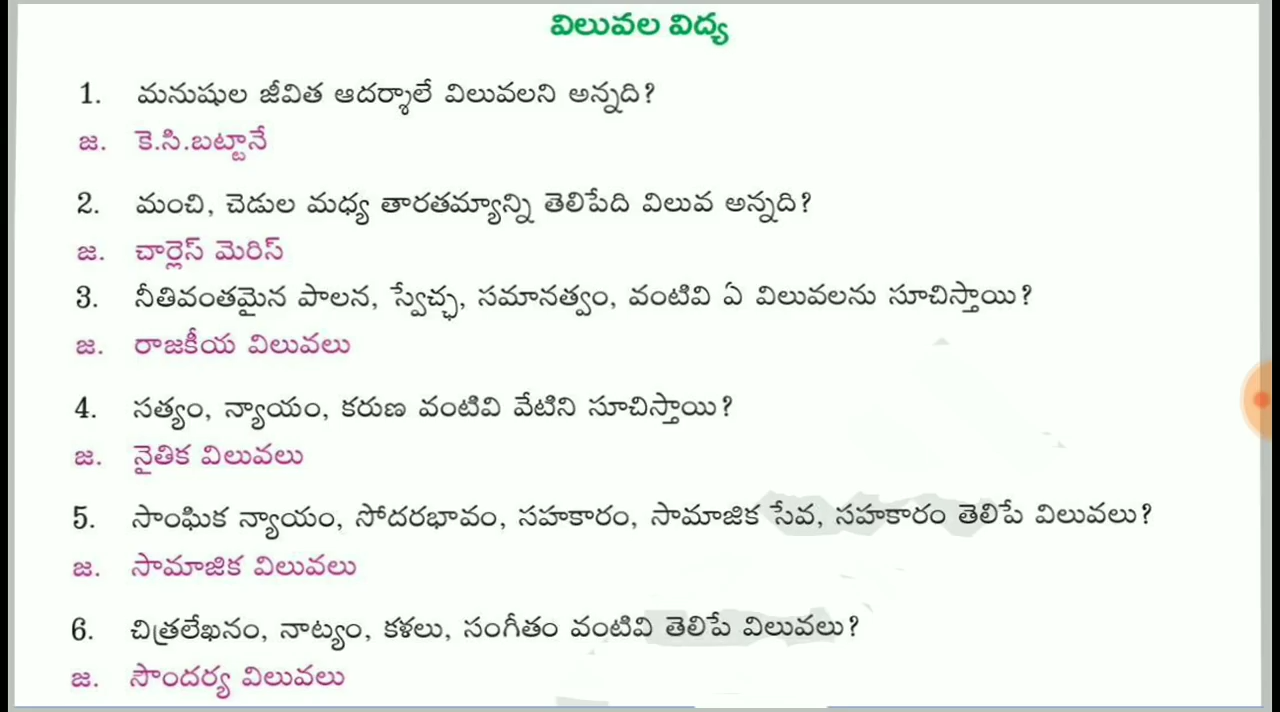 విలువల విద్య
1. మనుషుల జీవిత ఆదర్శాలే విలువలని అన్నది?
జ. కె.సి.బట్టానే
2. మంచి, చెడుల మధ్య తారతమ్యాన్ని తెలిపేది విలువ అన్నది?
జ. చార్లెస్ మెరిస్
3. నీతివంతమైన పాలన, స్వేచ్ఛ, సమానత్వం, వంటివి ఏ విలువలను సూచిస్తాయి?
జ. రాజకీయ విలువలు
4. సత్యం, న్యాయం, కరుణ వంటివి వేటిని సూచిస్తాయి?
జ. నైతిక విలువలు
5. సాంఘిక న్యాయం, సోదరభావం, సహకారం, సామాజిక సేవ, సహకారం తెలిపే విలువలు?
జ. సామాజిక విలువలు
6. చిత్రలేఖనం, నాట్యం, కళలు, సంగీతం వంటివి తెలిపే విలువలు?
జ. సౌందర్య విలువలు